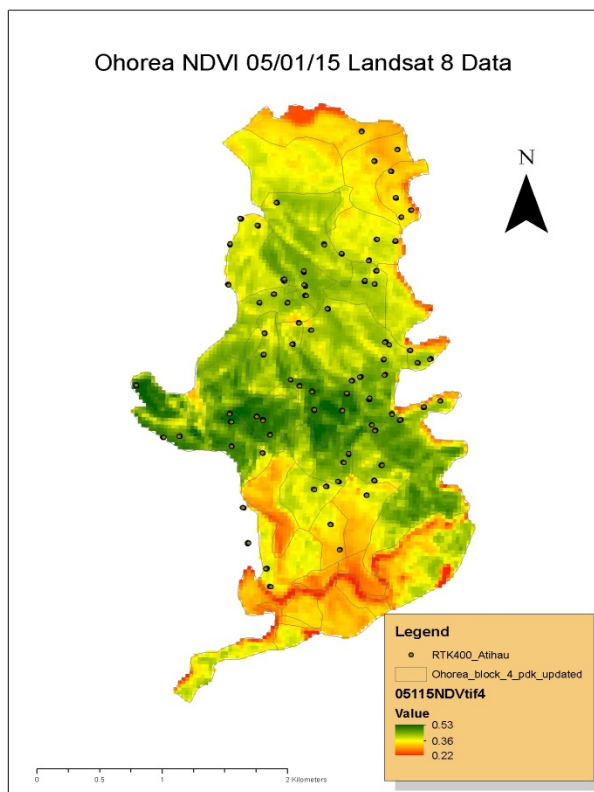 Ohorea NDVI 05/01/15 Landsat 8 Data
N
Legend
RTK400_Atihau
Ohorea_block_4_pdk_updated
05115NDVtif4
Value
0.53
0.36
0.22
0 0.5 1 2 Kilometers